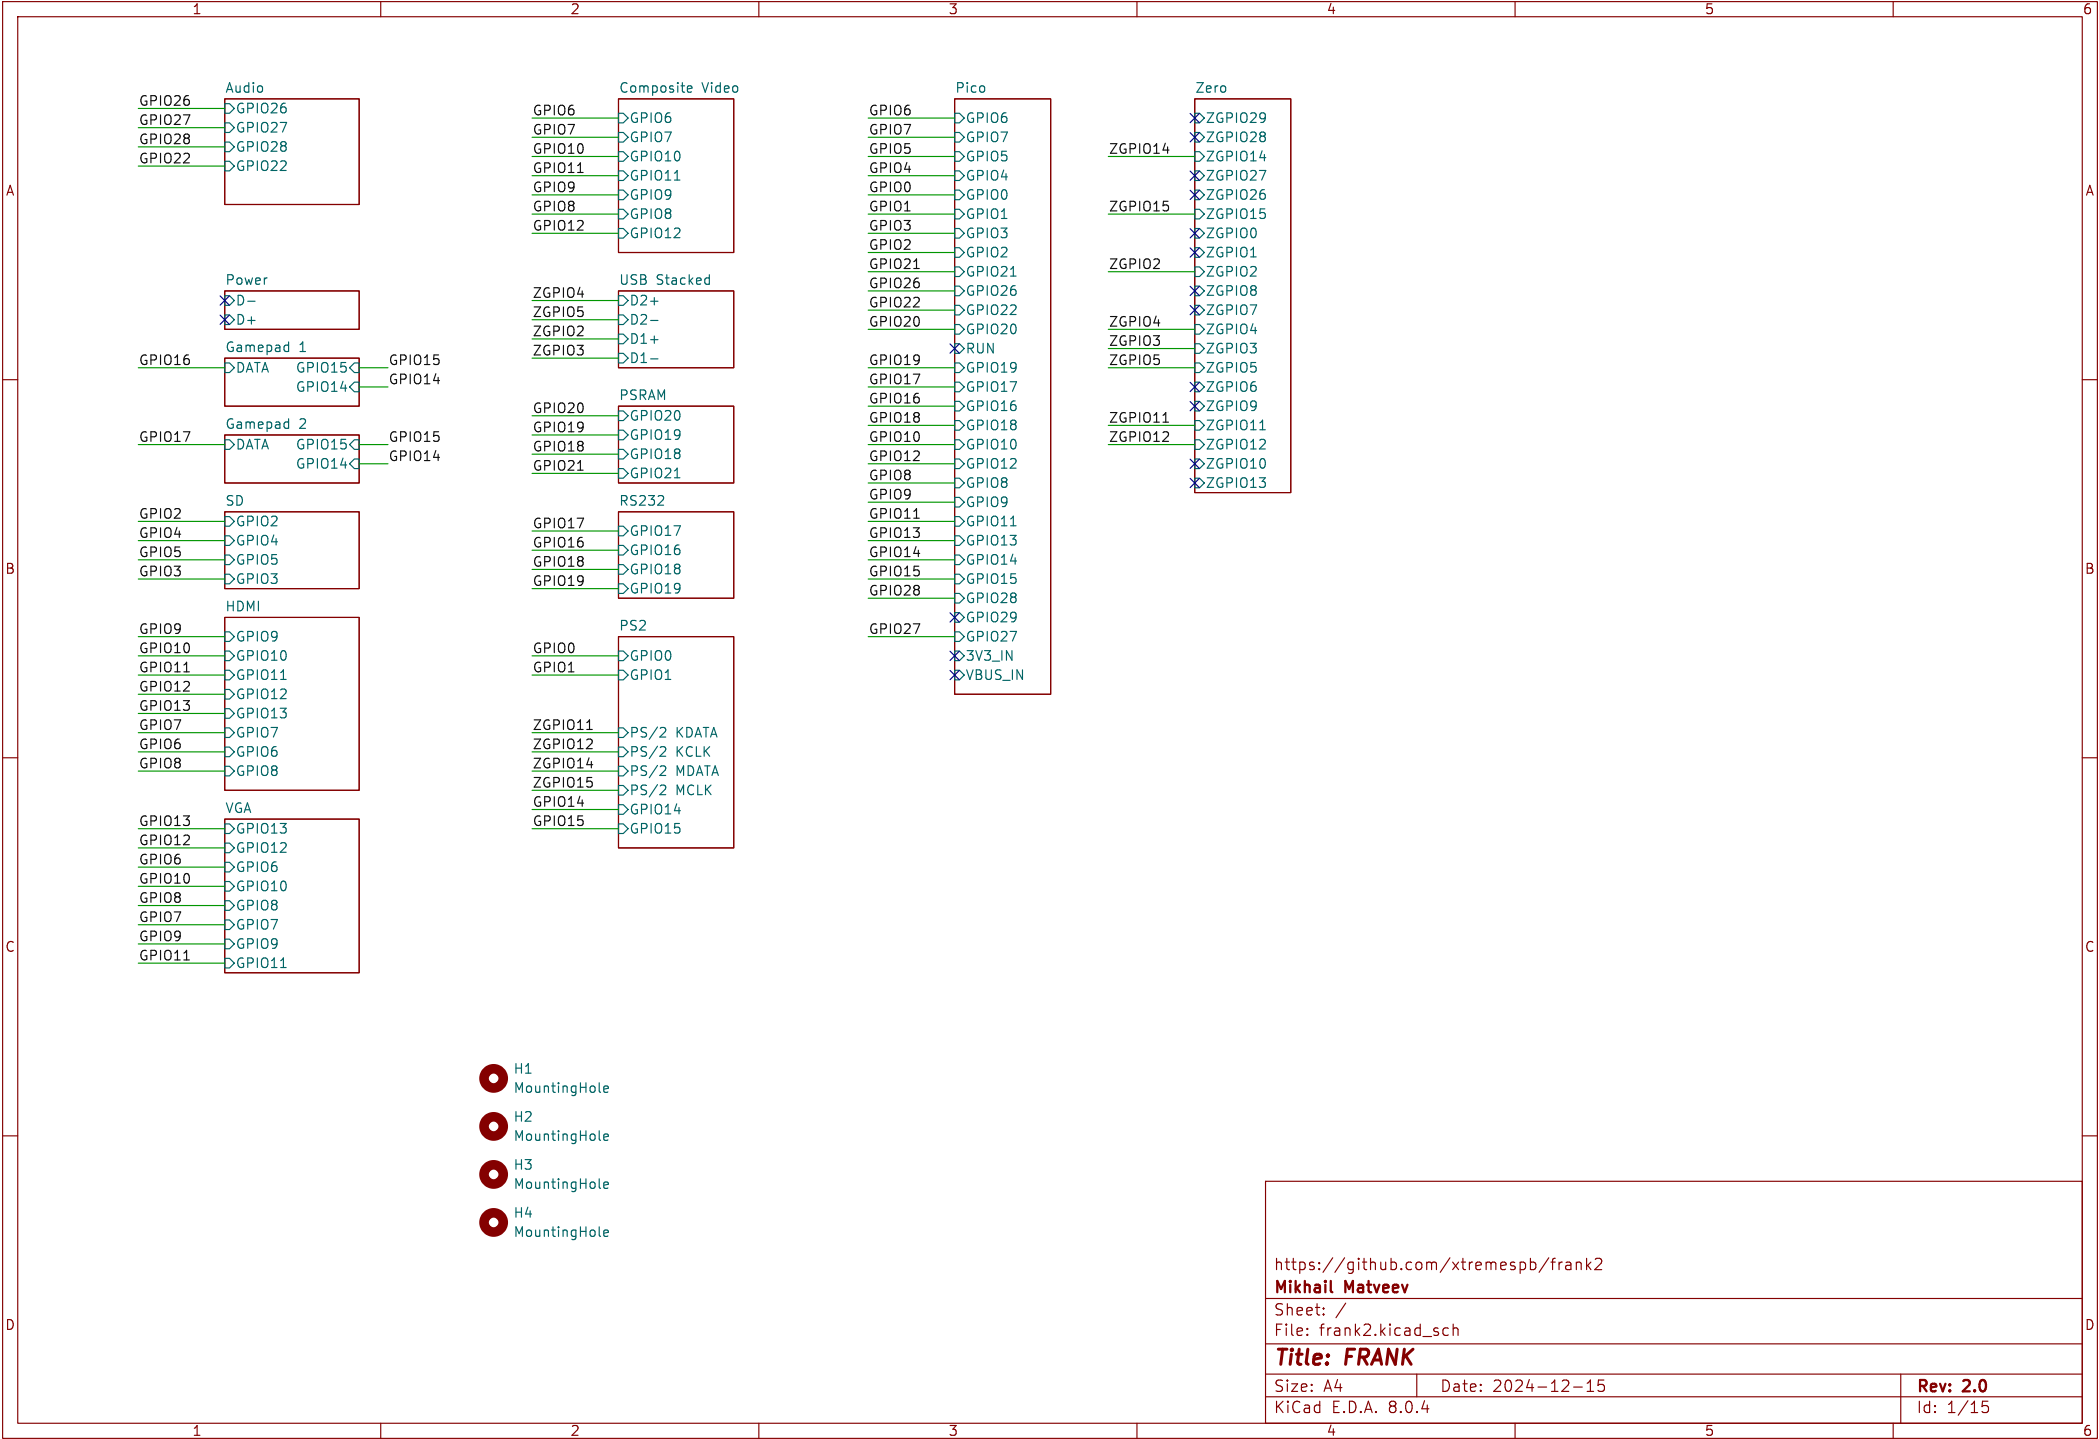 1 2 3 4 5 6
A
B
C
D
A
B
C
D
Audio
GPIO26 GPIO26
GPIO27 GPIO27
GPIO28 GPIO28
GPIO22 GPIO22
Power
D-
D+
Gamepad 1
GPIO16 DATA GPIO15 GPIO15
GPIO14 GPIO14
Gamepad 2
GPIO17 DATA GPIO15 GPIO15
GPIO14 GPIO14
SD
GPIO2 GPIO2
GPIO4 GPIO4
GPIO5 GPIO5
GPIO3 GPIO3
HDMI
GPIO9 GPIO9
GPIO10 GPIO10
GPIO11 GPIO11
GPIO12 GPIO12
GPIO13 GPIO13
GPIO7 GPIO7
GPIO6 GPIO6
GPIO8 GPIO8
VGA
GPIO13 GPIO13
GPIO12 GPIO12
GPIO6 GPIO6
GPIO10 GPIO10
GPIO8 GPIO8
GPIO7 GPIO7
GPIO9 GPIO9
GPIO11 GPIO11
Composite Video
GPIO6 GPIO6
GPIO7 GPIO7
GPIO10 GPIO10
GPIO11 GPIO11
GPIO9 GPIO9
GPIO8 GPIO8
GPIO12 GPIO12
USB Stacked
ZGPIO4 D2+
ZGPIO5 D2-
ZGPIO2 D1+
ZGPIO3 D1-
PSRAM
GPIO20 GPIO20
GPIO19 GPIO19
GPIO18 GPIO18
GPIO21 GPIO21
RS232
GPIO17 GPIO17
GPIO16 GPIO16
GPIO18 GPIO18
GPIO19 GPIO19
PS2
GPIO0 GPIO0
GPIO1 GPIO1
ZGPIO11 PS/2 KDATA
ZGPIO12 PS/2 KCLK
ZGPIO14 PS/2 MDATA
ZGPIO15 PS/2 MCLK
GPIO14 GPIO14
GPIO15 GPIO15
Pico
GPIO6 GPIO6
GPIO7 GPIO7
GPIO5 GPIO5
GPIO4 GPIO4
GPIO0 GPIO0
GPIO1 GPIO1
GPIO3 GPIO3
GPIO2 GPIO2
GPIO21 GPIO21
GPIO26 GPIO26
GPIO22 GPIO22
GPIO20 GPIO20
RUN
GPIO19 GPIO19
GPIO17 GPIO17
GPIO16 GPIO16
GPIO18 GPIO18
GPIO10 GPIO10
GPIO12 GPIO12
GPIO8 GPIO8
GPIO9 GPIO9
GPIO11 GPIO11
GPIO13 GPIO13
GPIO14 GPIO14
GPIO15 GPIO15
GPIO28 GPIO28
GPIO29
GPIO27 GPIO27
3V3_IN
VBUS_IN
Zero
ZGPIO29
ZGPIO28
ZGPIO14 ZGPIO14
ZGPIO27
ZGPIO26
ZGPIO15 ZGPIO15
ZGPIO0
ZGPIO1
ZGPIO2 ZGPIO2
ZGPIO8
ZGPIO7
ZGPIO4 ZGPIO4
ZGPIO3 ZGPIO3
ZGPIO5 ZGPIO5
ZGPIO6
ZGPIO9
ZGPIO11 ZGPIO11
ZGPIO12 ZGPIO12
ZGPIO10
ZGPIO13
H1
MountingHole
H2
MountingHole
H3
MountingHole
H4
MountingHole
https://github.com/xtremespb/frank2
Mikhail Matveev
Sheet: /
File: frank2.kicad_sch
Title: FRANK
Size: A4 Date: 2024-12-15 Rev: 2.0
KiCad E.D.A. 8.0.4 Id: 1/15
1 2 3 4 5 6